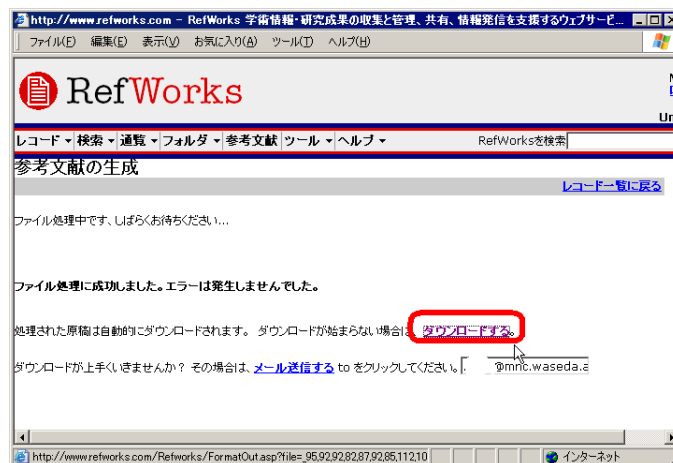 http://www.refworks.com - RefWorks 学術情報・研究成果の収集と管理、共有、情報発信を支援するウェブサービ...
ファイル(F) 編集(E) 表示(V) お気に入り(A) ツール(T) ヘルプ(H)
RefWorks
Un
レコード 検索 通覧 フォルダ 参考文献 ツール ヘルプ RefWorksを検索
参考文献の生成
レコード一覧に戻る
ファイル処理中です、しばらくお待ちください...
ファイル処理に成功しました。エラーは発生しませんでした。
処理された原稿は自動的にダウンロードされます。 ダウンロードが始まらない場合は、ダウンロードする。
ダウンロードが上手くいきませんか？ その場合は、メール送信する to をクリックしてください。 @mnc.waseda.a
http://www.refworks.com/Refworks/FormatOut.asp?file=_95,92,92,82,87,92,85,112,10 インターネット